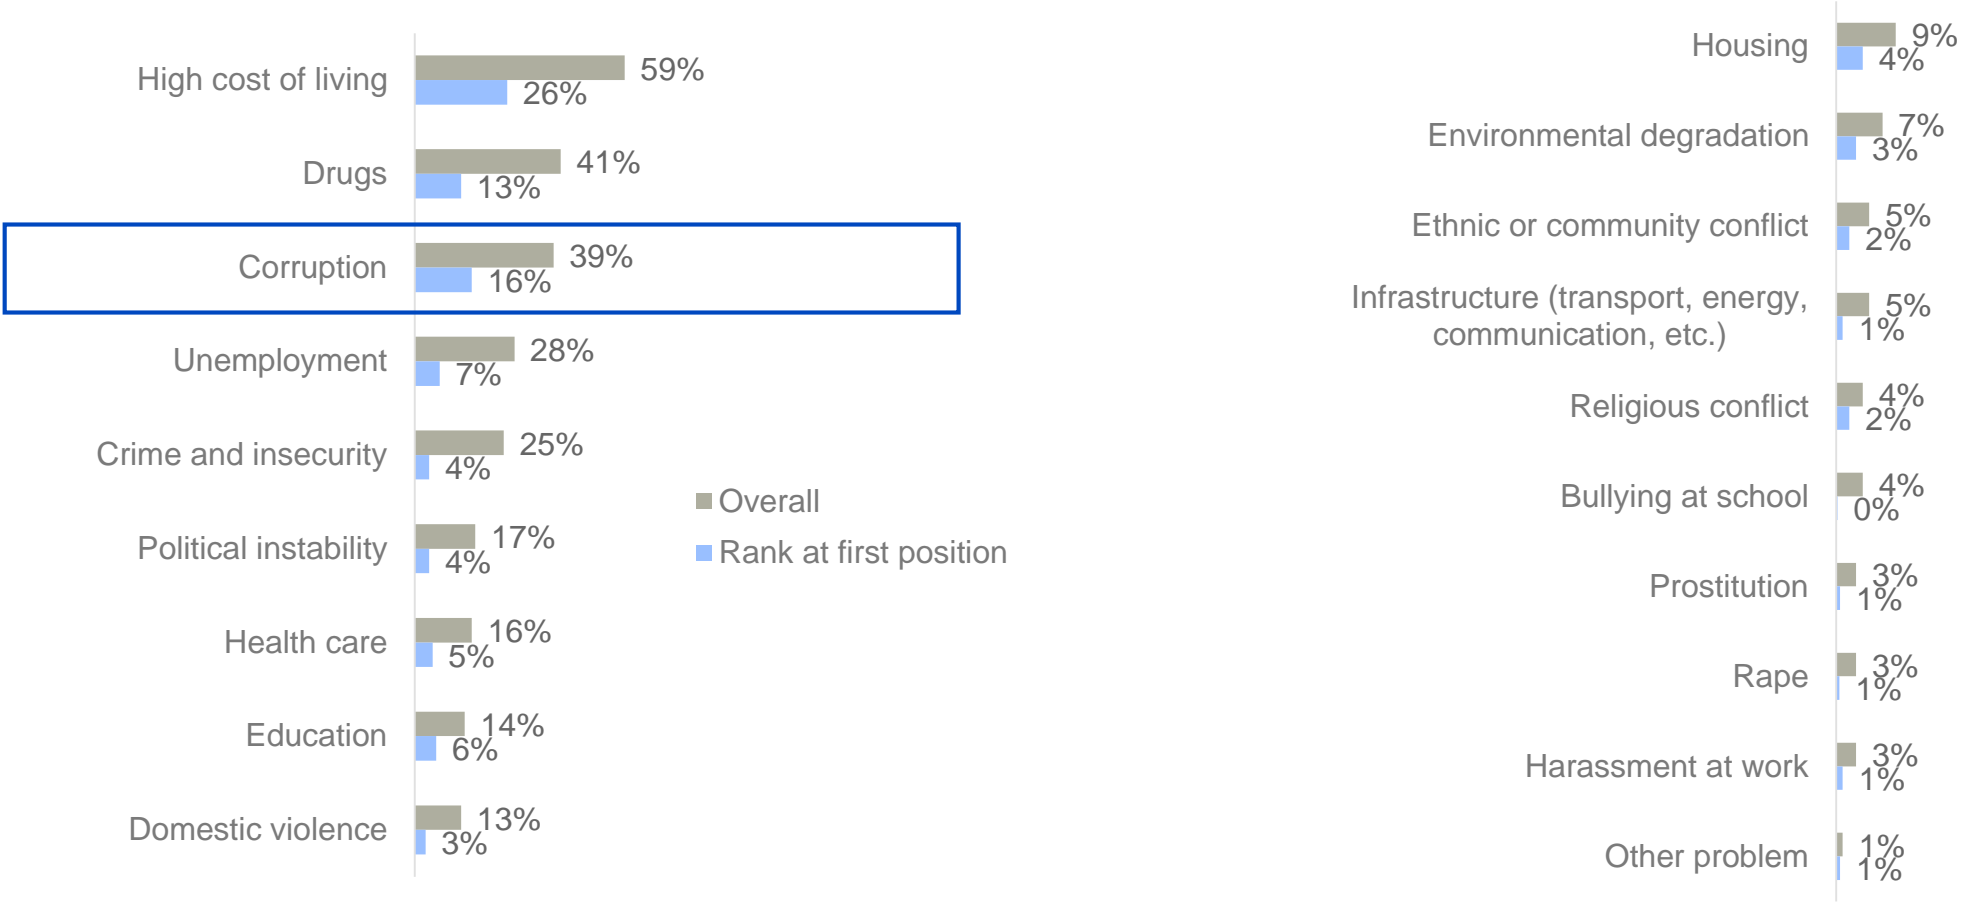 High cost of living
59%
26%
Drugs
41%
13%
Corruption
39%
16%
Unemployment
28%
7%
Crime and insecurity
25%
4%
Political instability
17%
4%
Health care
16%
5%
Education
14%
6%
Domestic violence
13%
3%
Overall
Rank at first position
Housing
9%
4%
Environmental degradation
7%
3%
Ethnic or community conflict
5%
2%
Infrastructure (transport, energy,
communication, etc.)
5%
1%
Religious conflict
4%
2%
Bullying at school
4%
0%
Prostitution
3%
1%
Rape
3%
1%
Harassment at work
3%
1%
Other problem
1%
1%